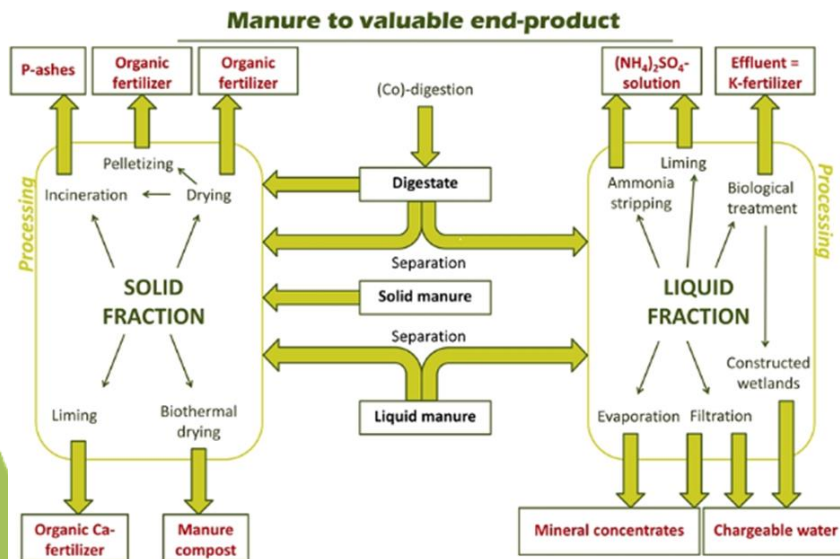 Manure to valuable end-product
P-ashes
Organic
fertilizer
Organic
fertilizer
(NH₄)₂SO₄-
solution
Effluent =
K-fertilizer
(Co)-digestion
Processing
Pelletizing
Incineration
Drying
Digestate
Liming
Ammonia
stripping
Biological
treatment
Processing
Separation
SOLID
FRACTION
Solid manure
LIQUID
FRACTION
Separation
Constructed
wetlands
Liming
Biothermal
drying
Liquid manure
Evaporation
Filtration
Organic Ca-
fertilizer
Manure
compost
Mineral concentrates
Chargeable water